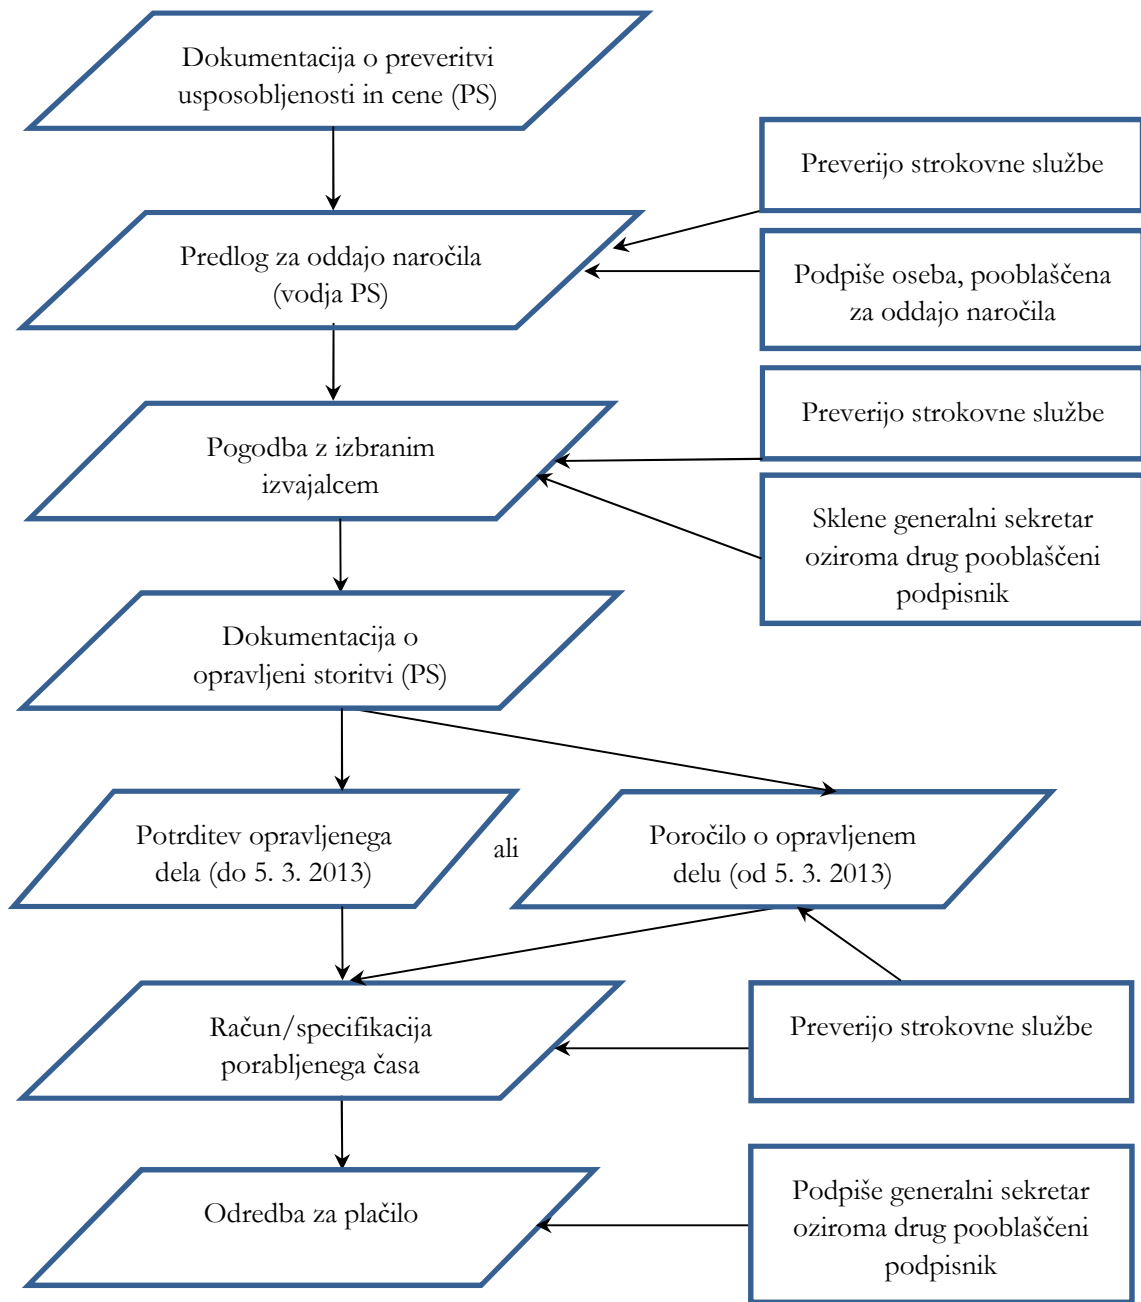 Dokumentacija o preveritvi
usposobljenosti in cene (PS)
Preverijo strokovne službe
Predlog za oddajo naročila
(vodja PS)
Podpiše oseba, pooblaščena
za oddajo naročila
Preverijo strokovne službe
Pogodba z izbranim
izvajalcem
Sklene generalni sekretar
oziroma drug pooblaščeni
podpisnik
Dokumentacija o
opravljeni storitvi (PS)
Potrditev opravljenega
dela (do 5. 3. 2013)
ali
Poročilo o opravljenem
delu (od 5. 3. 2013)
Račun/specifikacija
porabljenega časa
Preverijo strokovne službe
Odredba za plačilo
Podpiše generalni sekretar
oziroma drug pooblaščeni
podpisnik